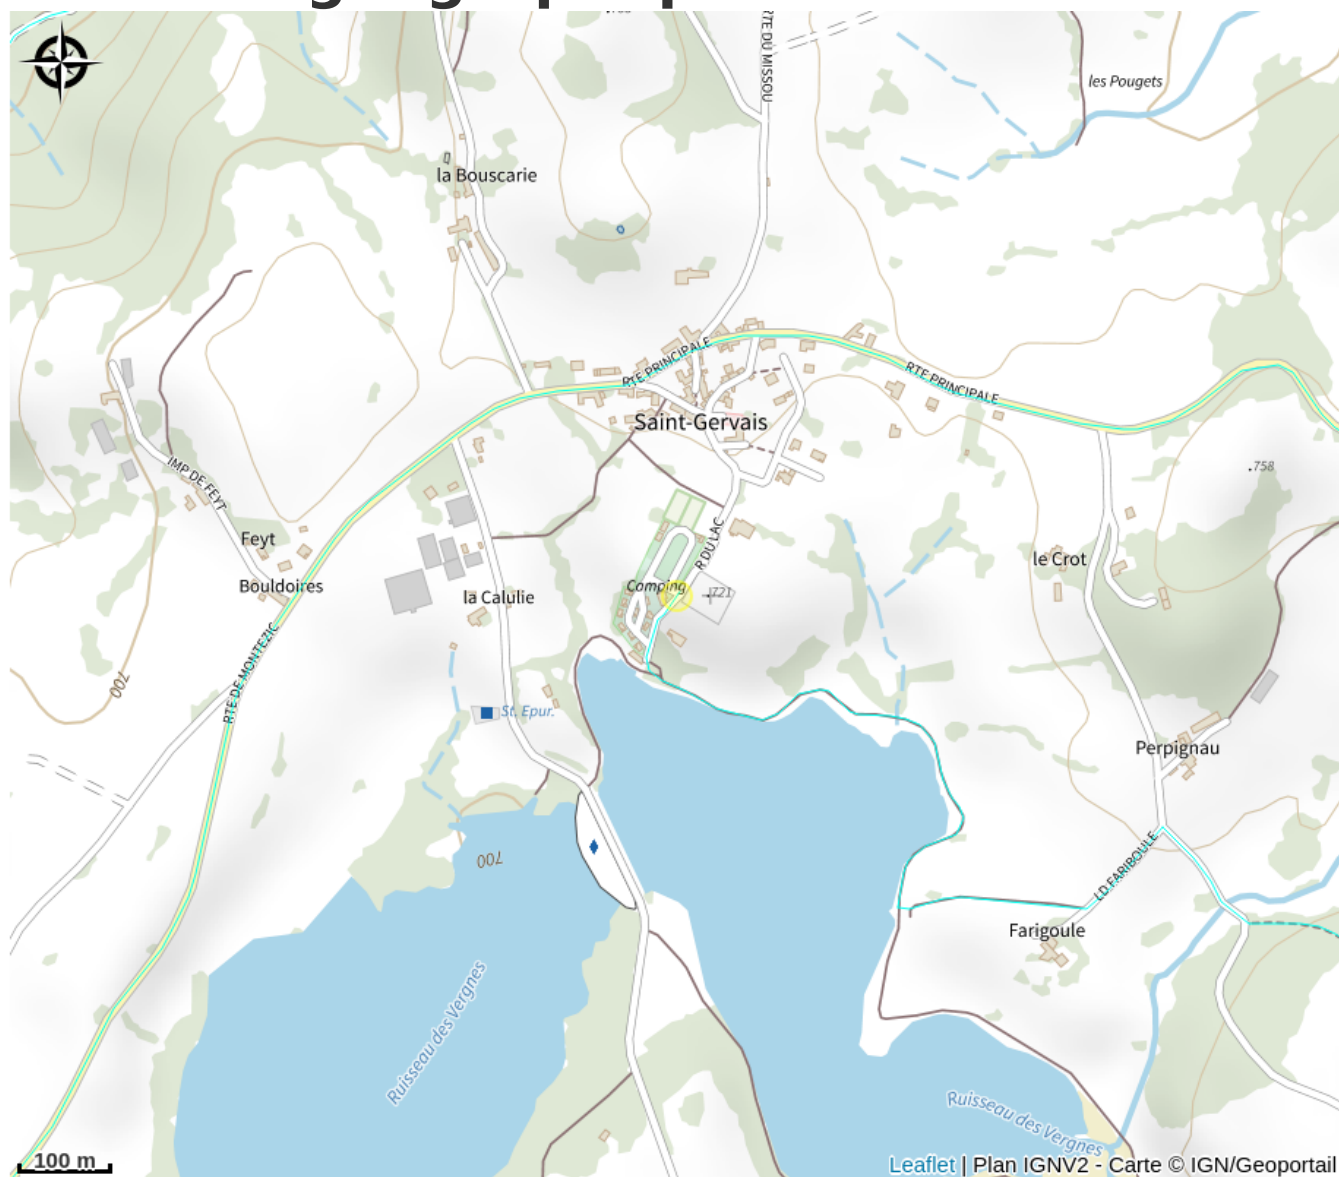 RTE DU MISSOU
les Pougets
la Bouscarie
RTE PRINCIPALE
RTE PRINCIPALE
Saint-Gervais
758
IMP DE FEYT
Feyt
R DU LAC
le Crot
Bouldoires
Camping
721
la Calulie
RTE DE MONTEZIC
700
St. Epur.
Perpignau
700
LD FARIBOULE
Farigoule
Ruisseau des Vergnes
Ruisseau des Vergnes
100 m
Leaflet | Plan IGNV2 - Carte © IGN/Geoportail